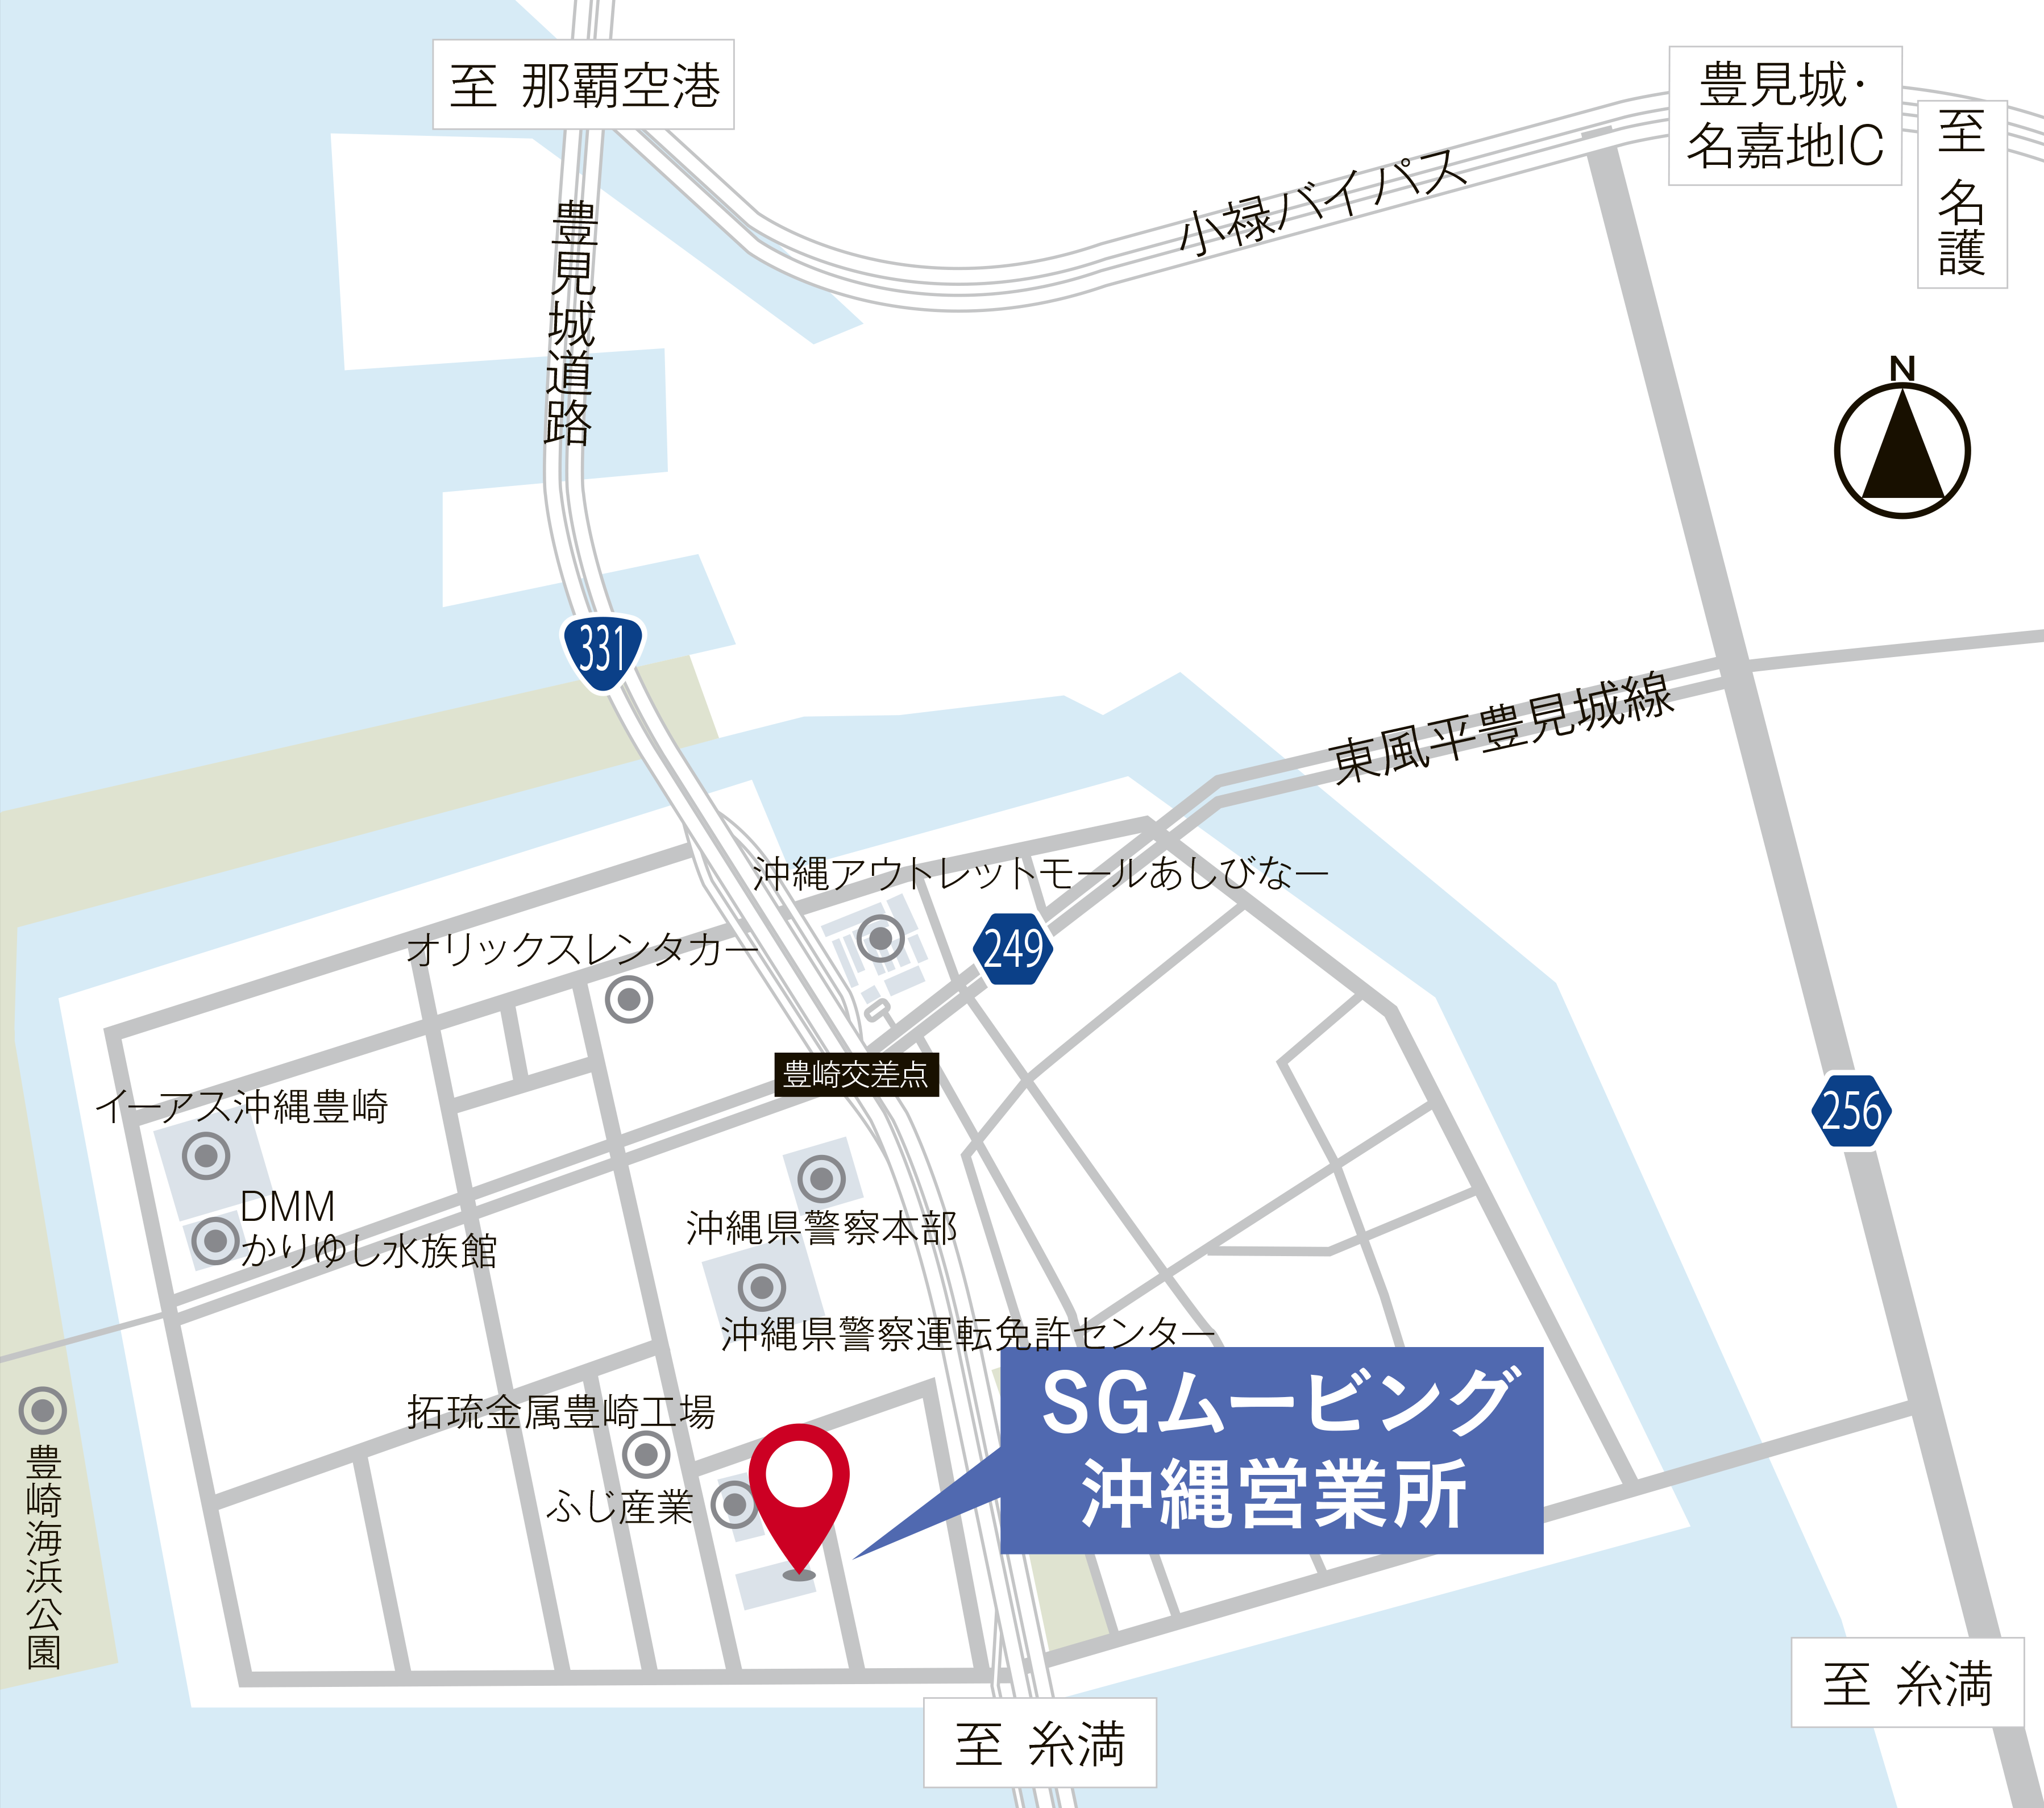 至 那覇空港
豊見城・
名嘉地IC
至 名護
小禄バイパス
豊見城道路
N
331
東風平豊見城線
沖縄アウトレットモールあしびなー
オリックスレンタカー
249
豊崎交差点
イーアス沖縄豊崎
256
DMM
かりゆし水族館
沖縄県警察本部
沖縄県警察運転免許センター
SGムービング
沖縄営業所
拓琉金属豊崎工場
ふじ産業
豊崎海浜公園
至 糸満
至 糸満